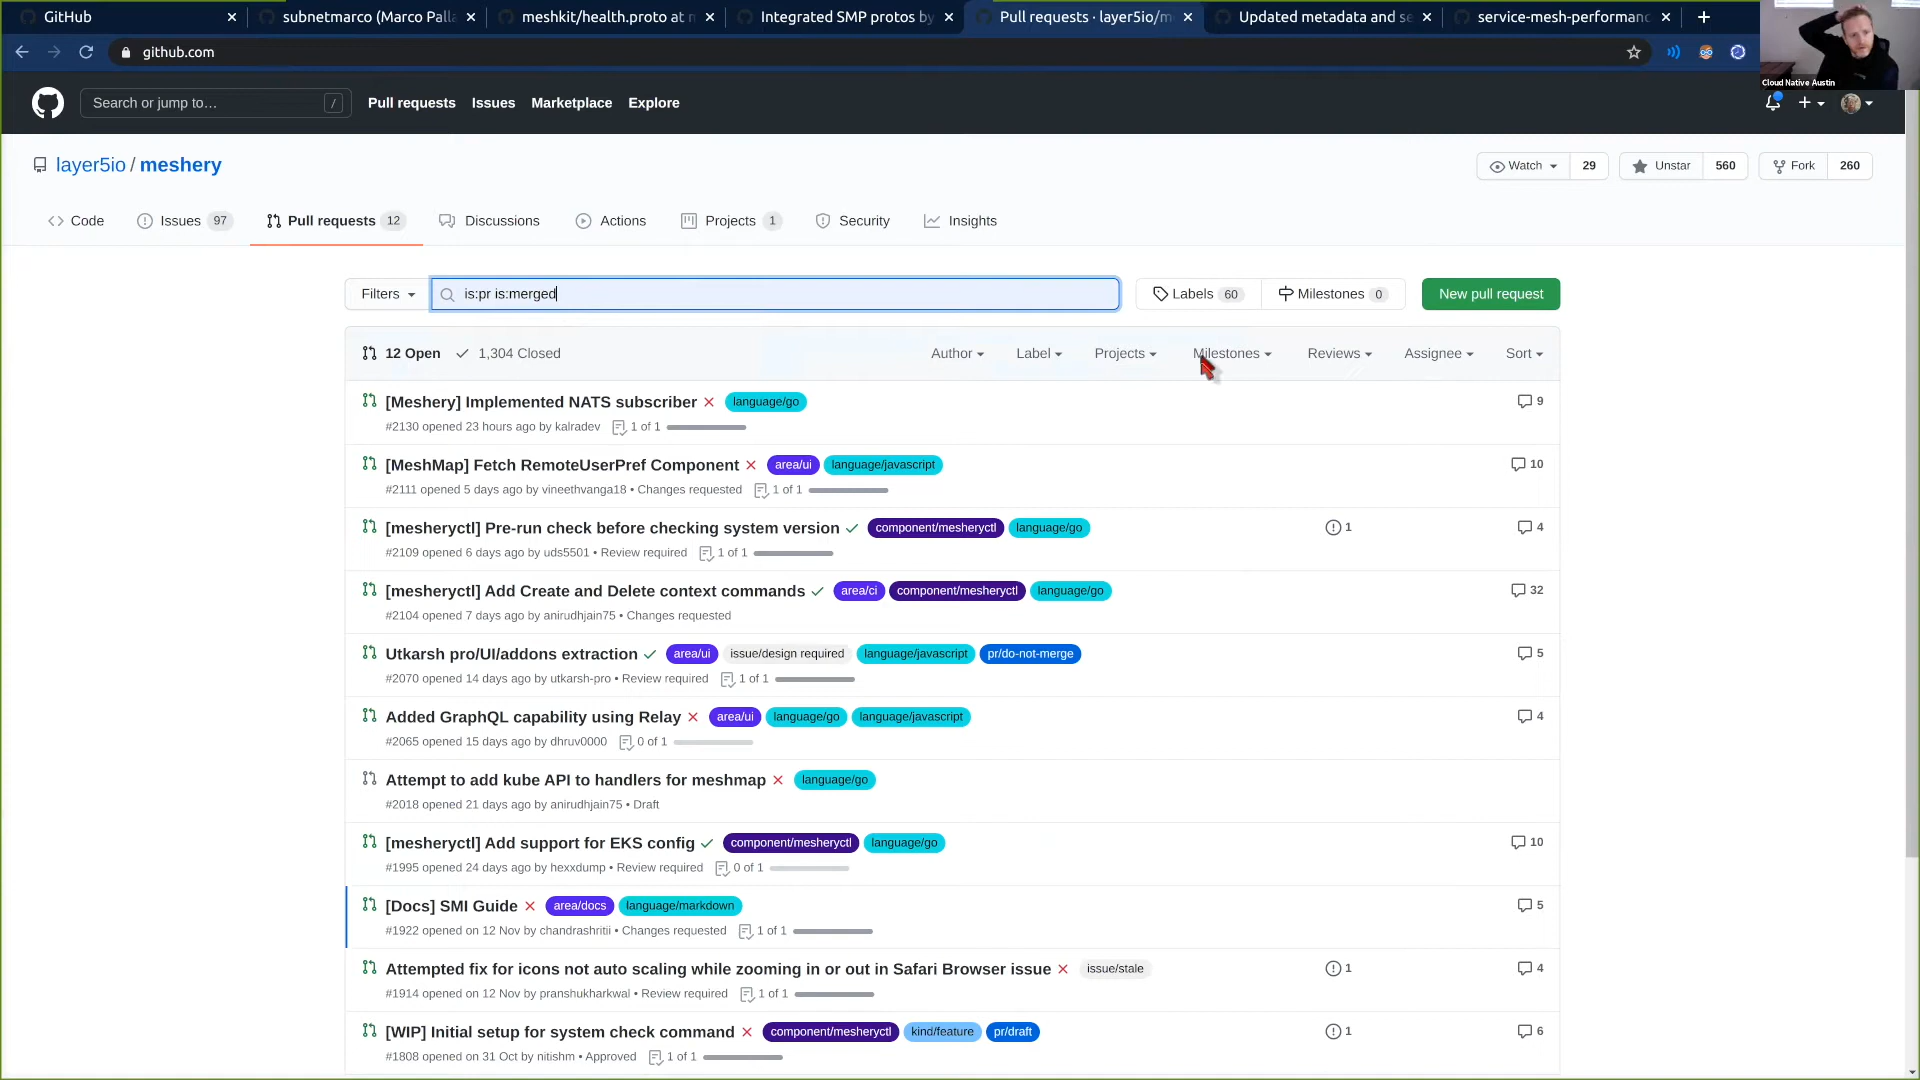 GitHub
subnetmarco (Marco Palla
meshkit/health.proto at m
Integrated SMP protos by
Pull requests · layer5io/m
Updated metadata and se
service-mesh-performanc
github.com
Cloud Native Austin
Search or jump to…
/
Pull requests
Issues
Marketplace
Explore
layer5io / meshery
Watch 29
Unstar 560
Fork 260
Code
Issues 97
Pull requests 12
Discussions
Actions
Projects 1
Security
Insights
Filters
is:pr is:merged
Labels 60
Milestones 0
New pull request
12 Open
1,304 Closed
Author
Label
Projects
Milestones
Reviews
Assignee
Sort
[Meshery] Implemented NATS subscriber language/go 9
#2130 opened 23 hours ago by kalradev 1 of 1
[MeshMap] Fetch RemoteUserPref Component area/ui language/javascript 10
#2111 opened 5 days ago by vineethvanga18 • Changes requested 1 of 1
[mesheryctl] Pre-run check before checking system version component/mesheryctl language/go 1 4
#2109 opened 6 days ago by uds5501 • Review required 1 of 1
[mesheryctl] Add Create and Delete context commands area/ci component/mesheryctl language/go 32
#2104 opened 7 days ago by anirudhjain75 • Changes requested
Utkarsh pro/UI/addons extraction area/ui issue/design required language/javascript pr/do-not-merge 5
#2070 opened 14 days ago by utkarsh-pro • Review required 1 of 1
Added GraphQL capability using Relay area/ui language/go language/javascript 4
#2065 opened 15 days ago by dhruv0000 0 of 1
Attempt to add kube API to handlers for meshmap language/go
#2018 opened 21 days ago by anirudhjain75 • Draft
[mesheryctl] Add support for EKS config component/mesheryctl language/go 10
#1995 opened 24 days ago by hexxdump • Review required 0 of 1
[Docs] SMI Guide area/docs language/markdown 5
#1922 opened on 12 Nov by chandrashritii • Changes requested 1 of 1
Attempted fix for icons not auto scaling while zooming in or out in Safari Browser issue issue/stale 1 4
#1914 opened on 12 Nov by pranshukharkwal • Review required 1 of 1
[WIP] Initial setup for system check command component/mesheryctl kind/feature pr/draft 1 6
#1808 opened on 31 Oct by nitishm • Approved 1 of 1